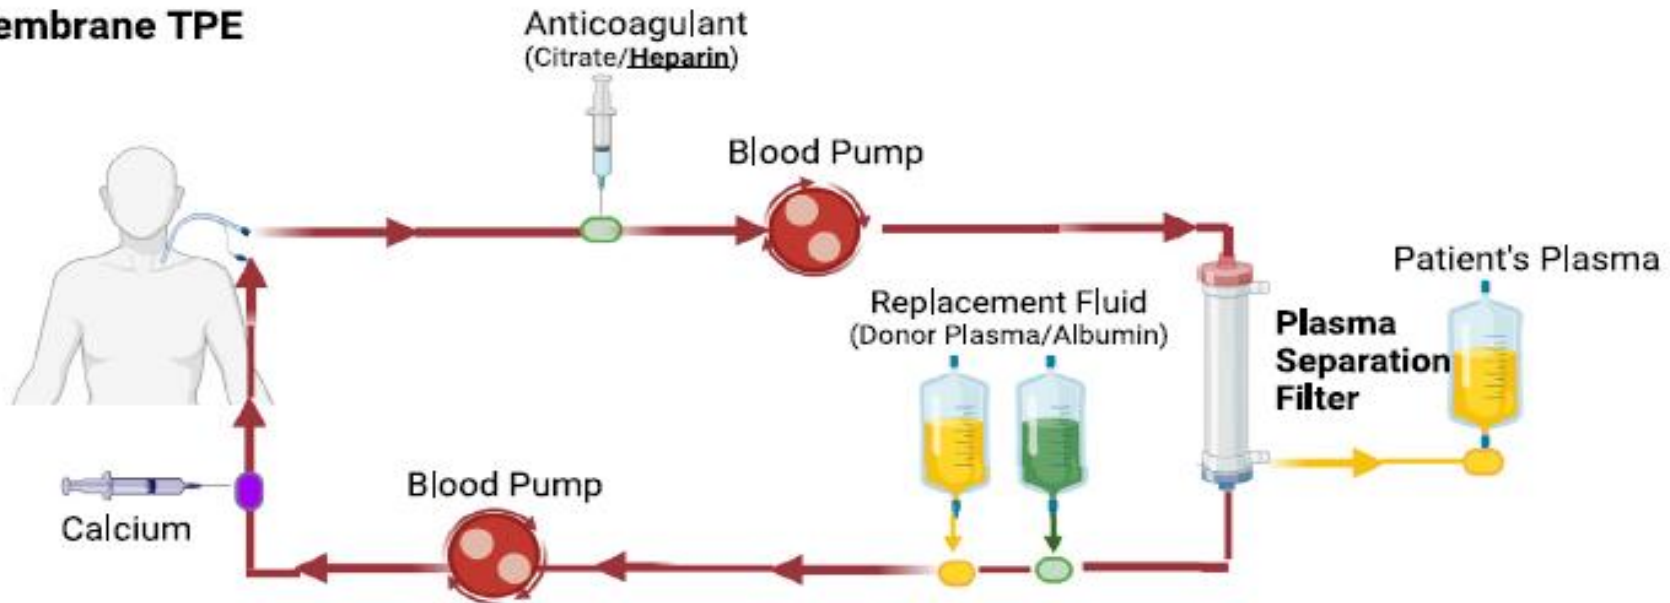 embrane TPE
Anticoagulant
(Citrate/Heparin)
Blood Pump
Replacement Fluid
(Donor Plasma/Albumin)
Patient's Plasma
Plasma
Separation
Filter
Blood Pump
Calcium